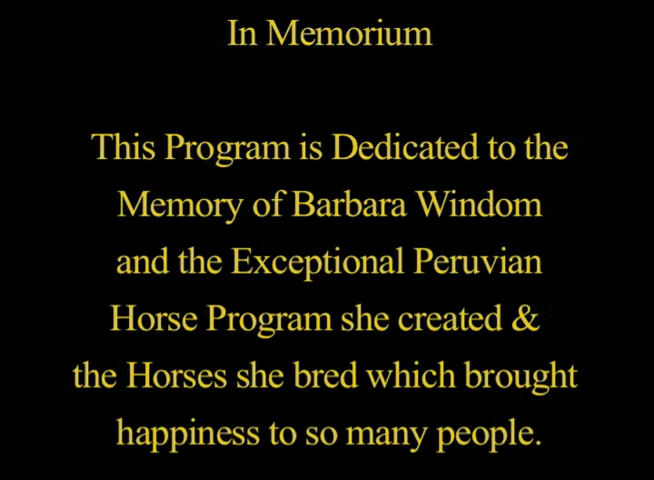 In Memorium
This Program is Dedicated to the
Memory of Barbara Windom
and the Exceptional Peruvian
Horse Program she created &
the Horses she bred which brought
happiness to so many people.